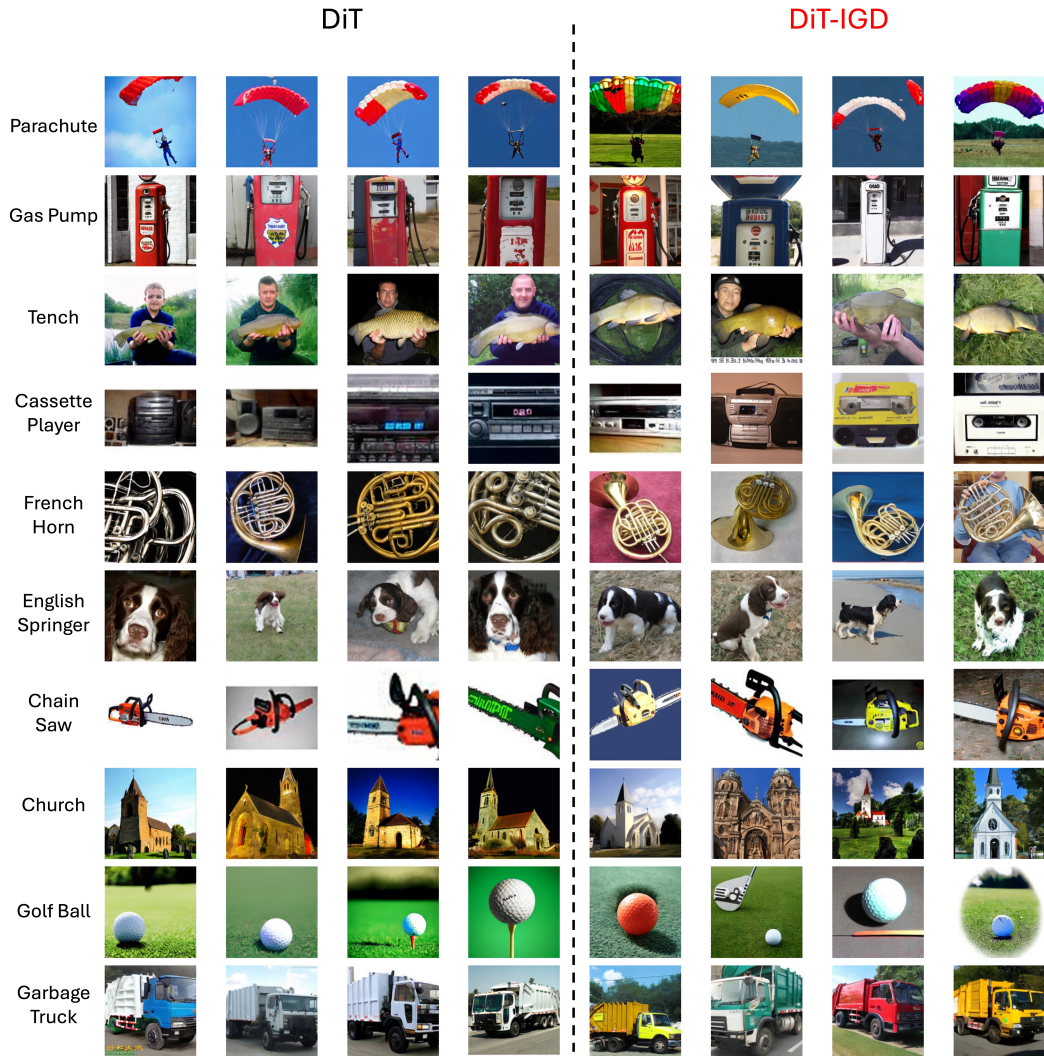 DiT
DiT-IGD
Parachute
Gas Pump
Tench
Cassette
Player
French
Horn
English
Springer
Chain
Saw
Church
Golf Ball
Garbage
Truck